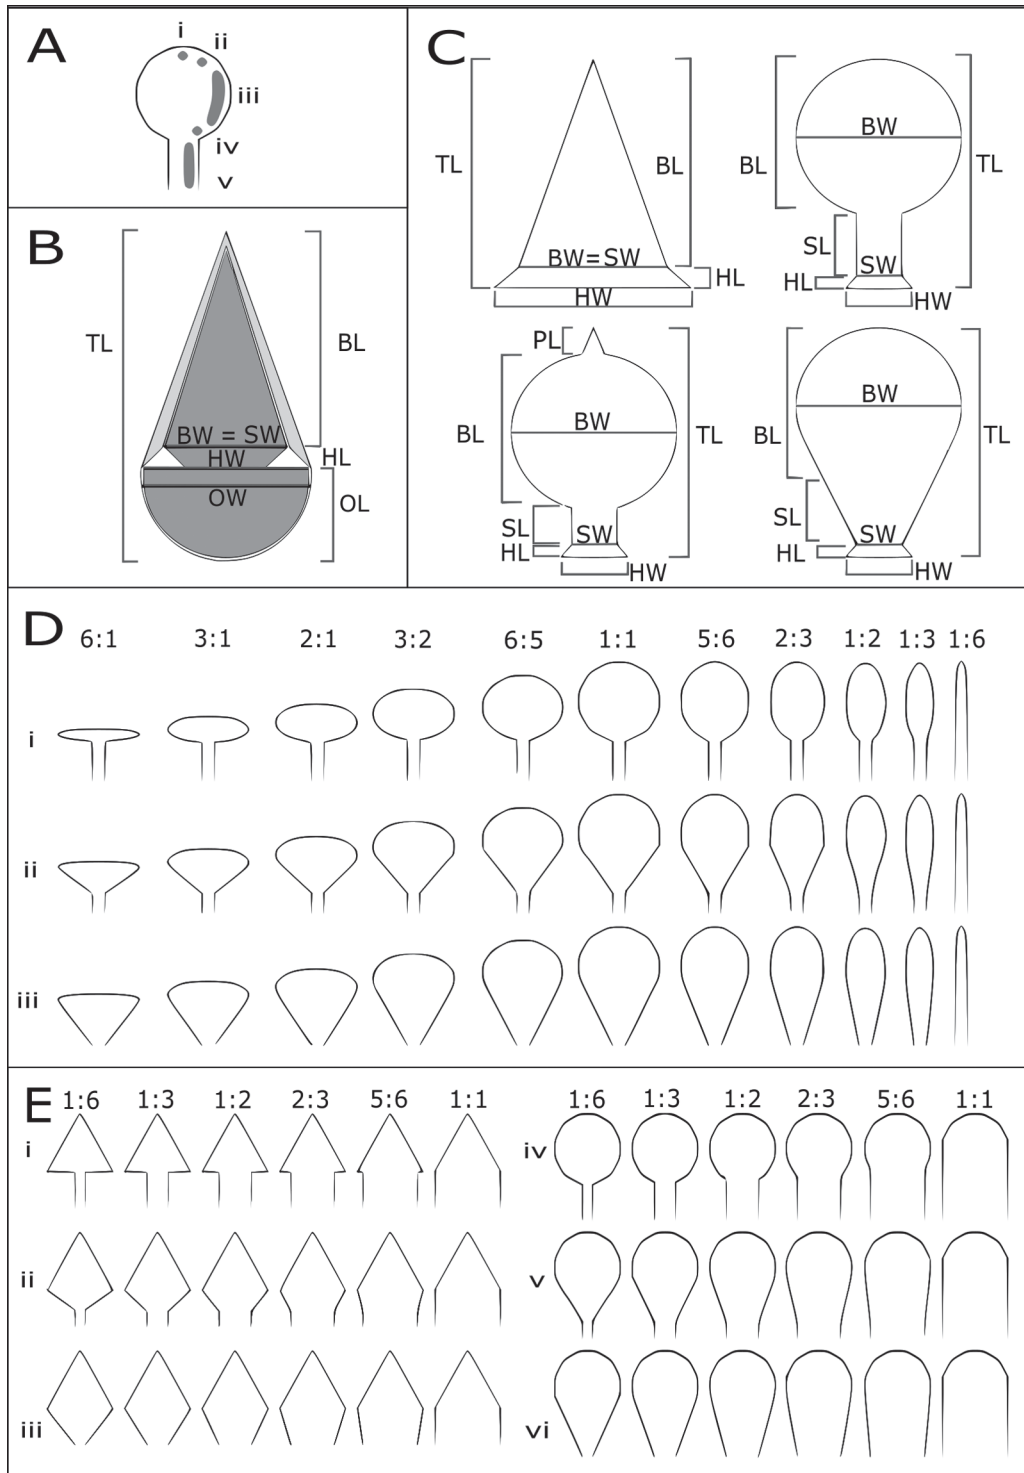 A
i
ii
iii
iv
v
B
TL
BL
BW = SW
HW
HL
OW
OL
C
TL
BL
BW=SW
HL
HW
BW
BL
TL
SL
SW
HL
HW
PL
BW
BL
TL
SL
SW
HL
HW
BW
BL
TL
SL
SW
HL
HW
D
6:1 3:1 2:1 3:2 6:5 1:1 5:6 2:3 1:2 1:3 1:6
i
ii
iii
E
1:6 1:3 1:2 2:3 5:6 1:1
i
ii
iii
1:6 1:3 1:2 2:3 5:6 1:1
iv
v
vi